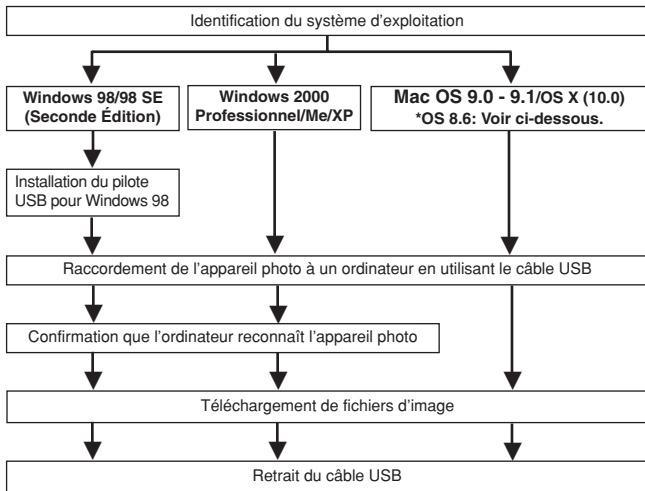 Identification du système d'exploitation
Windows 98/98 SE
(Seconde Édition)
Windows 2000
Professionnel/Me/XP
Mac OS 9.0 - 9.1/OS X (10.0)
*OS 8.6: Voir ci-dessous.
Installation du pilote
USB pour Windows 98
Raccordement de l'appareil photo à un ordinateur en utilisant le câble USB
Confirmation que l'ordinateur reconnaît l'appareil photo
Téléchargement de fichiers d'image
Retrait du câble USB